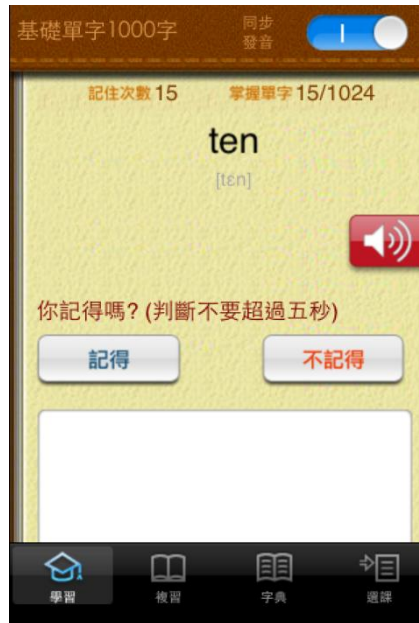 基礎單字1000字
同步
發音
記住次數 15 掌握單字 15/1024
ten
[tɛn]
你記得嗎? (判斷不要超過五秒)
記得 不記得
學習 複習 字典 選課